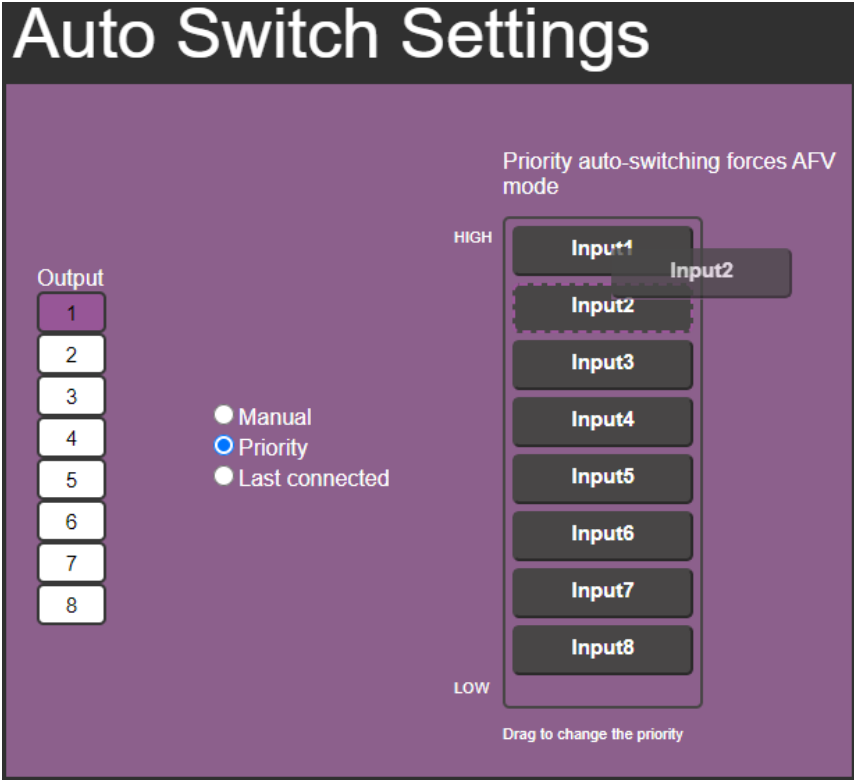 Auto Switch Settings
Priority auto-switching forces AFV
mode
HIGH
Input1
Input2
Input2
Input3
Input4
Input5
Input6
Input7
Input8
LOW
Drag to change the priority
Output
1
2
3
4
5
6
7
8
Manual
Priority
Last connected